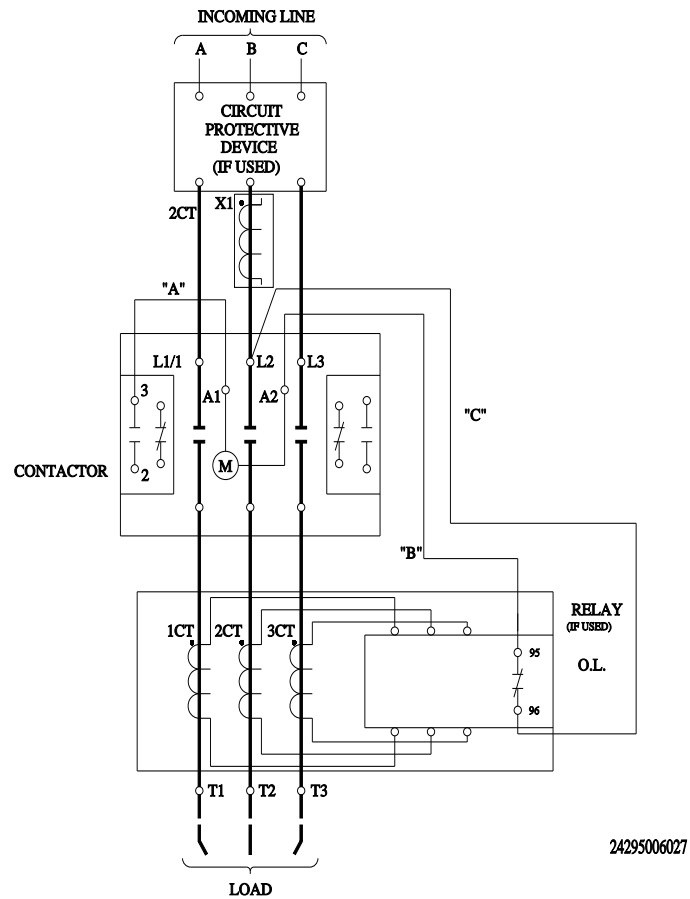 INCOMING LINE
A B C
CIRCUIT
PROTECTIVE
DEVICE
(IF USED)
2CT X1
"A"
L1/1 L2 L3
3 A1 A2
"C"
CONTACTOR 2 M
"B"
RELAY
(IF USED)
1CT 2CT 3CT
95
O.L.
96
T1 T2 T3
24295006027
LOAD